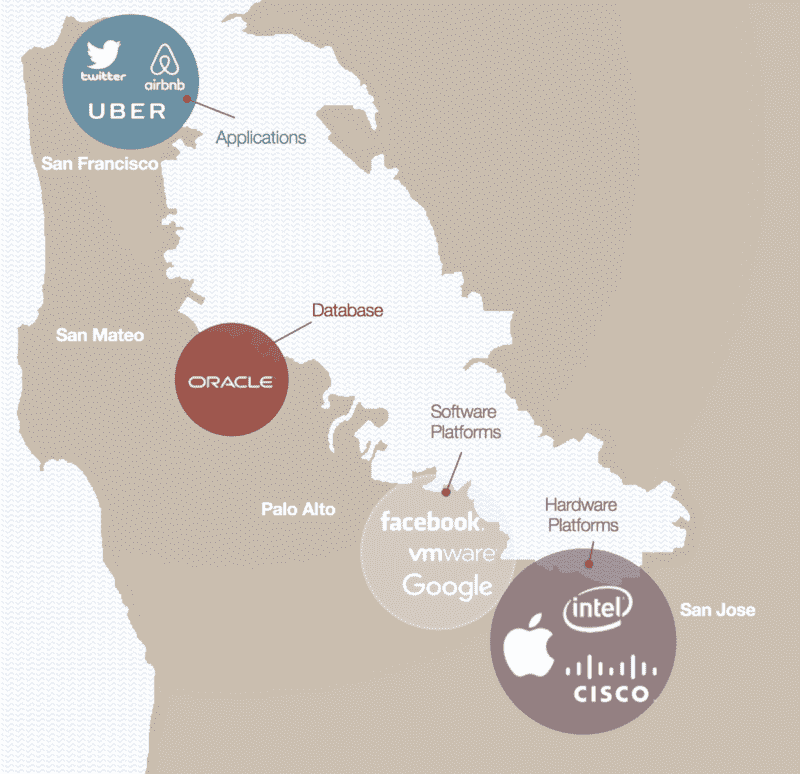 twitter
airbnb
UBER
Applications
San Francisco
Database
San Mateo
ORACLE
Software
Platforms
Palo Alto
facebook.
vmware
Google
Hardware
Platforms
intel
San Jose
CISCO